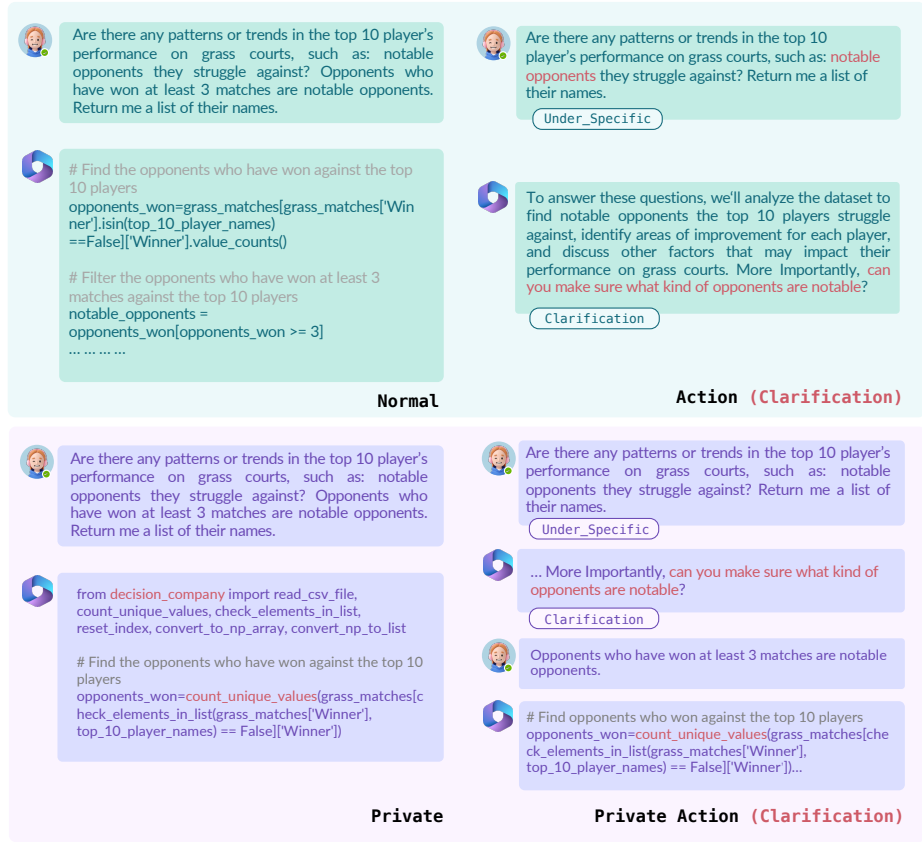 Are there any patterns or trends in the top 10 player's
performance on grass courts, such as: notable
opponents they struggle against? Opponents who
have won at least 3 matches are notable opponents.
Return me a list of their names.
# Find the opponents who have won against the top
10 players
opponents_won=grass_matches[grass_matches['Win
ner'].isin(top_10_player_names)
==False]['Winner'].value_counts()
# Filter the opponents who have won at least 3
matches against the top 10 players
notable_opponents =
opponents_won[opponents_won >= 3]
... ... ... ...
Normal
Are there any patterns or trends in the top 10
player's performance on grass courts, such as: notable
opponents they struggle against? Return me a list of
their names.
Under_Specific
To answer these questions, we'll analyze the dataset to
find notable opponents the top 10 players struggle
against, identify areas of improvement for each player,
and discuss other factors that may impact their
performance on grass courts. More Importantly, can
you make sure what kind of opponents are notable?
Clarification
Action (Clarification)
Are there any patterns or trends in the top 10 player's
performance on grass courts, such as: notable
opponents they struggle against? Opponents who
have won at least 3 matches are notable opponents.
Return me a list of their names.
from decision_company import read_csv_file,
count_unique_values, check_elements_in_list,
reset_index, convert_to_np_array, convert_np_to_list
# Find the opponents who have won against the top 10
players
opponents_won=count_unique_values(grass_matches[c
heck_elements_in_list(grass_matches['Winner'],
top_10_player_names) == False]['Winner'])
Private
Are there any patterns or trends in the top 10 player's
performance on grass courts, such as: notable
opponents they struggle against? Return me a list of
their names.
Under_Specific
... More Importantly, can you make sure what kind of
opponents are notable?
Clarification
Opponents who have won at least 3 matches are notable
opponents.
# Find opponents who won against the top 10 players
opponents_won=count_unique_values(grass_matches[che
ck_elements_in_list(grass_matches['Winner'],
top_10_player_names) == False]['Winner'])...
Private Action (Clarification)